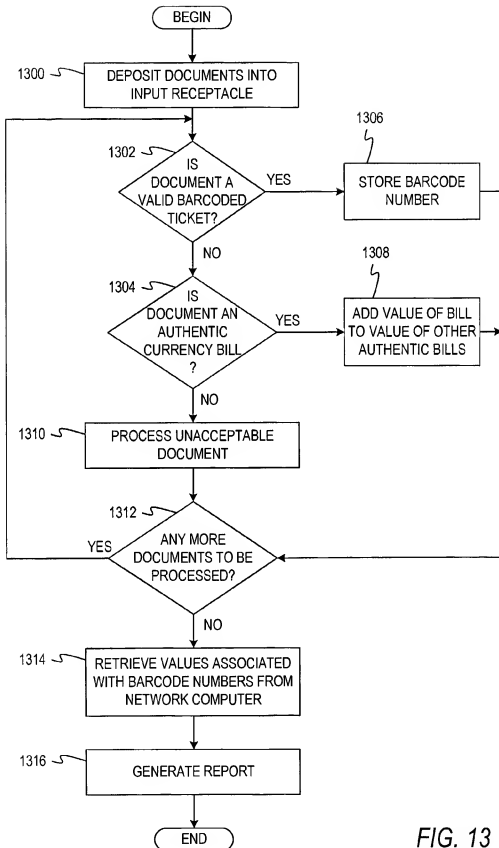 BEGIN
1300
DEPOSIT DOCUMENTS INTO
INPUT RECEPTACLE
1302
IS
DOCUMENT A
VALID BARCODED
TICKET?
YES
1306
STORE BARCODE
NUMBER
NO
1304
IS
DOCUMENT AN
AUTHENTIC
CURRENCY BILL
?
YES
1308
ADD VALUE OF BILL
TO VALUE OF OTHER
AUTHENTIC BILLS
NO
1310
PROCESS UNACCEPTABLE
DOCUMENT
1312
YES
ANY MORE
DOCUMENTS TO BE
PROCESSED?
NO
1314
RETRIEVE VALUES ASSOCIATED
WITH BARCODE NUMBERS FROM
NETWORK COMPUTER
1316
GENERATE REPORT
END
FIG. 13